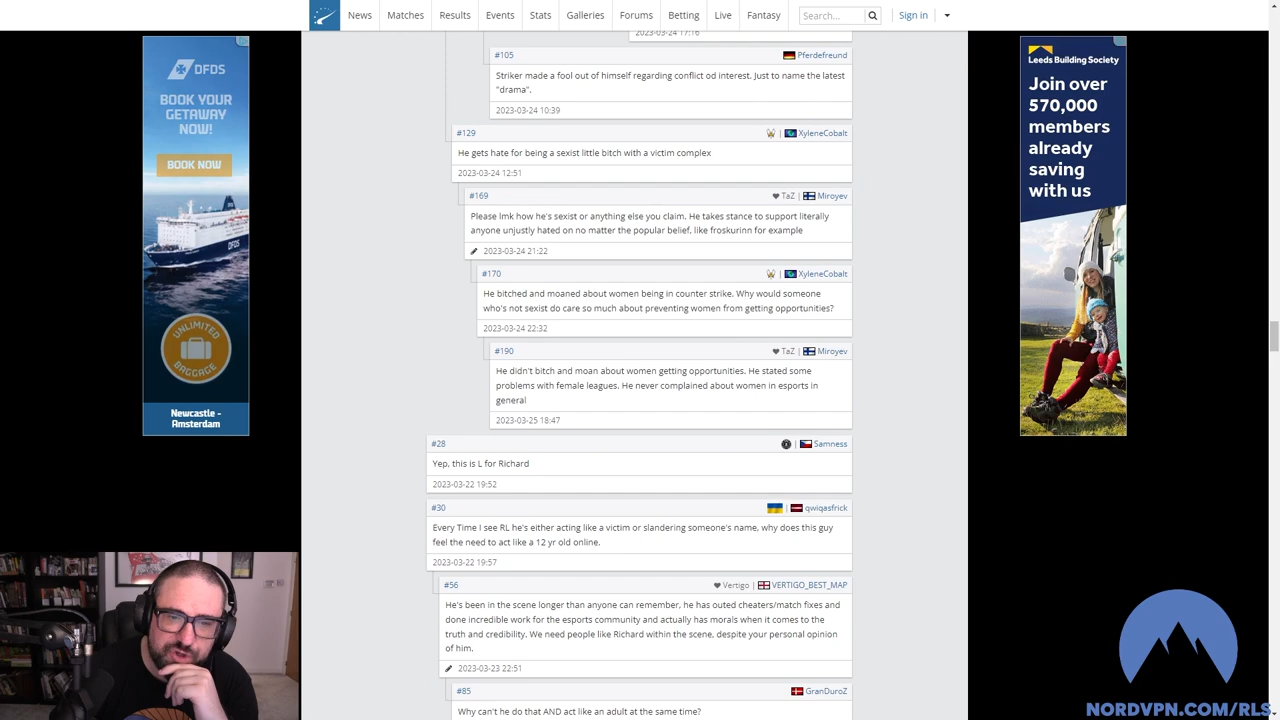 News Matches Results Events Stats Galleries Forums Betting Live Fantasy Search... Sign in
2023-03-24 17:16
#105 Pferdefreund
Striker made a fool out of himself regarding conflict od interest. Just to name the latest
"drama".
2023-03-24 10:39
#129 | XyleneCobalt
He gets hate for being a sexist little bitch with a victim complex
2023-03-24 12:51
#169 TaZ | Miroyev
Please lmk how he's sexist or anything else you claim. He takes stance to support literally
anyone unjustly hated on no matter the popular belief, like froskurinn for example
2023-03-24 21:22
#170 | XyleneCobalt
He bitched and moaned about women being in counter strike. Why would someone
who's not sexist do care so much about preventing women from getting opportunities?
2023-03-24 22:32
#190 TaZ | Miroyev
He didn't bitch and moan about women getting opportunities. He stated some
problems with female leagues. He never complained about women in esports in
general
2023-03-25 18:47
#28 | Samness
Yep, this is L for Richard
2023-03-22 19:52
#30 | qwiqasfrick
Every Time I see RL he's either acting like a victim or slandering someone's name, why does this guy
feel the need to act like a 12 yr old online.
2023-03-22 19:57
#56 Vertigo | VERTIGO_BEST_MAP
He's been in the scene longer than anyone can remember, he has outed cheaters/match fixes and
done incredible work for the esports community and actually has morals when it comes to the
truth and credibility. We need people like Richard within the scene, despite your personal opinion
of him.
2023-03-23 22:51
#85 GranDuroZ
Why can't he do that AND act like an adult at the same time?
DFDS
BOOK YOUR
GETAWAY
NOW!
BOOK NOW
DFDS
UNLIMITED
BAGGAGE
Newcastle -
Amsterdam
Leeds Building Society
Join over
570,000
members
already
saving
with us
NORDVPN.COM/RLS